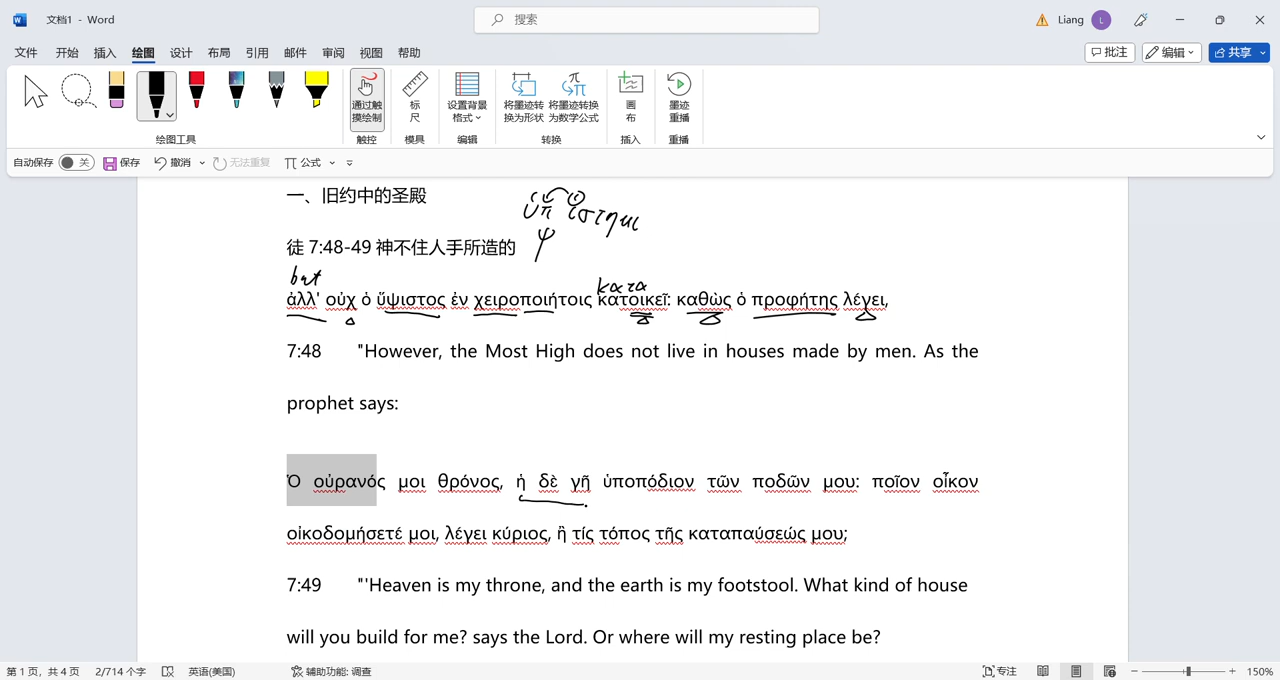 文档1 - Word
搜索
Liang L
文件 开始 插入 绘图 设计 布局 引用 邮件 审阅 视图 帮助
批注 编辑 共享
通过触摸绘制 标尺 设置背景格式 将墨迹转换为形状 将墨迹转换为数学公式 画布 墨迹重播
绘图工具 触控 模具 编辑 转换 插入 重播
自动保存 关 保存 撤消 无法重复 公式
一、旧约中的圣殿
徒 7:48-49 神不住人手所造的
but
κατα
ἀλλ' οὐχ ὁ ὕψιστος ἐν χειροποιήτοις κατοικεῖ: καθὼς ὁ προφήτης λέγει,
7:48 "However, the Most High does not live in houses made by men. As the
prophet says:
Ὁ οὐρανός μοι θρόνος, ἡ δὲ γῆ ὑποπόδιον τῶν ποδῶν μου: ποῖον οἶκον
οἰκοδομήσετέ μοι, λέγει κύριος, ἢ τίς τόπος τῆς καταπαύσεώς μου;
7:49 "'Heaven is my throne, and the earth is my footstool. What kind of house
will you build for me? says the Lord. Or where will my resting place be?
第 1 页，共 4 页 2/714 个字 英语(美国) 辅助功能: 调查 专注 150%